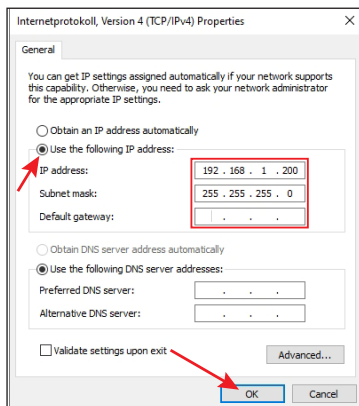 Internetprotokoll, Version 4 (TCP/IPv4) Properties
General
You can get IP settings assigned automatically if your network supports
this capability. Otherwise, you need to ask your network administrator
for the appropriate IP settings.
Obtain an IP address automatically
Use the following IP address:
IP address: 192 . 168 . 1 . 200
Subnet mask: 255 . 255 . 255 . 0
Default gateway: . . .
Obtain DNS server address automatically
Use the following DNS server addresses:
Preferred DNS server: . . .
Alternative DNS server: . . .
Validate settings upon exit
Advanced...
OK Cancel